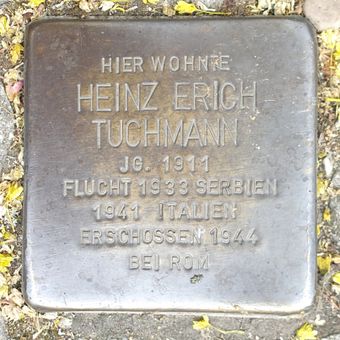 HIER WOHNTE
HEINZ ERICH
TUCHMANN
JG. 1911
FLUCHT 1933 SERBIEN
1941 ITALIEN
ERSCHOSSEN 1944
BEI ROM